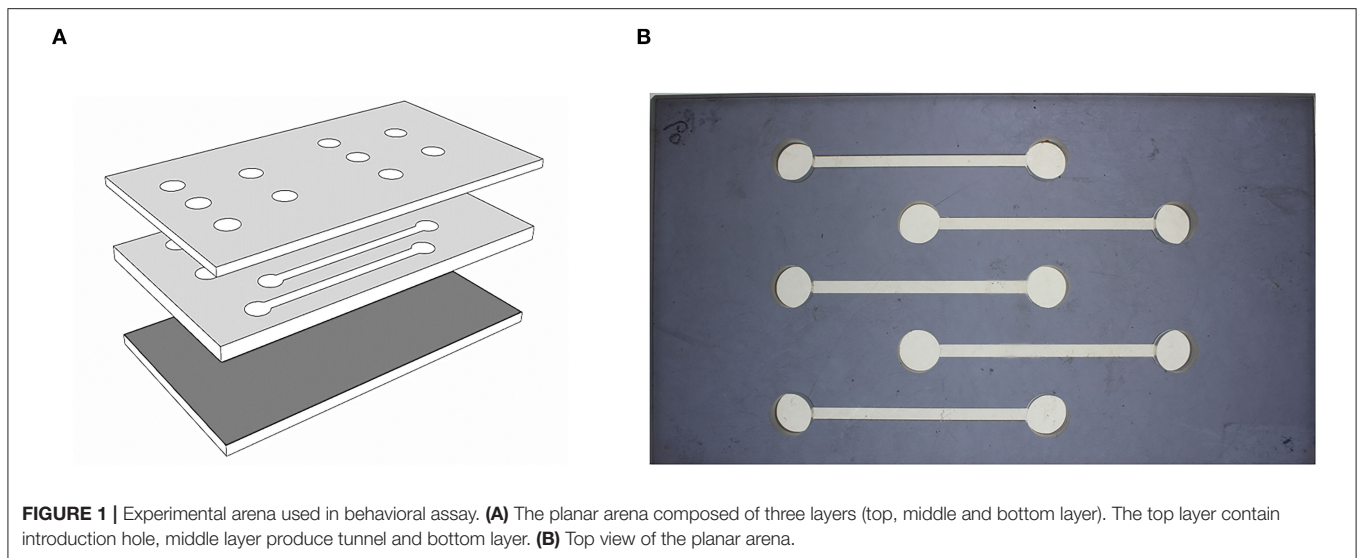 A
B
FIGURE 1 | Experimental arena used in behavioral assay. (A) The planar arena composed of three layers (top, middle and bottom layer). The top layer contain
introduction hole, middle layer produce tunnel and bottom layer. (B) Top view of the planar arena.